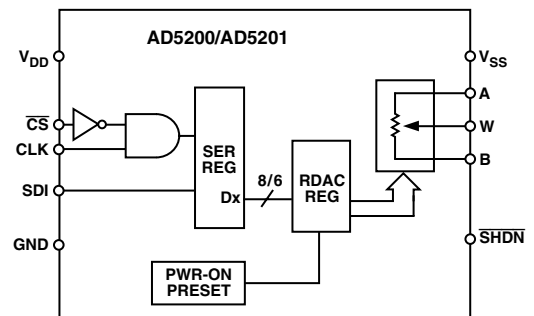 AD5200/AD5201
VDD
VSS
CS
CLK
SDI
GND
SER
REG
Dx
8/6
RDAC
REG
PWR-ON
PRESET
A
W
B
SHDN